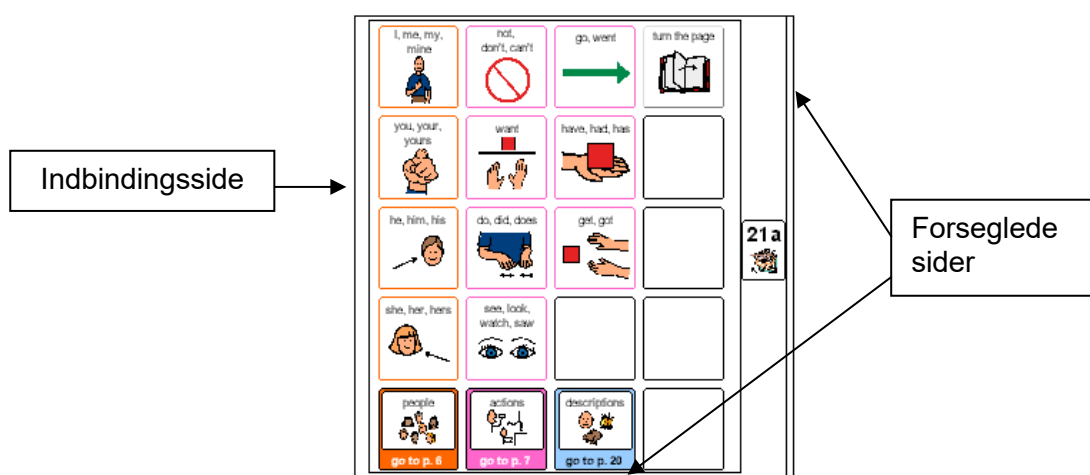 I, me, my,
mine
not,
don't, can't
go, went
turn the page
you, your,
yours
want
have, had, has
Indbindingsside
he, him, his
do, did, does
get, got
21a
Forseglede
sider
she, her, hers
see, look,
watch, saw
people
actions
descriptions
go to p. 6
go to p. 7
go to p. 20